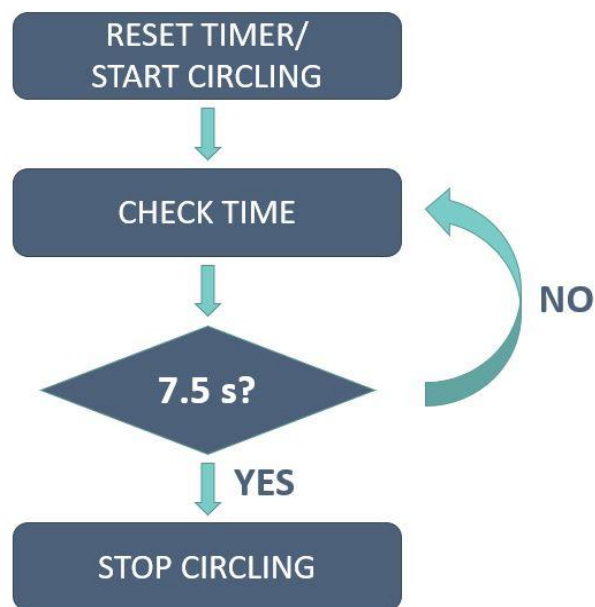 RESET TIMER/
START CIRCLING
CHECK TIME
NO
7.5 s?
YES
STOP CIRCLING